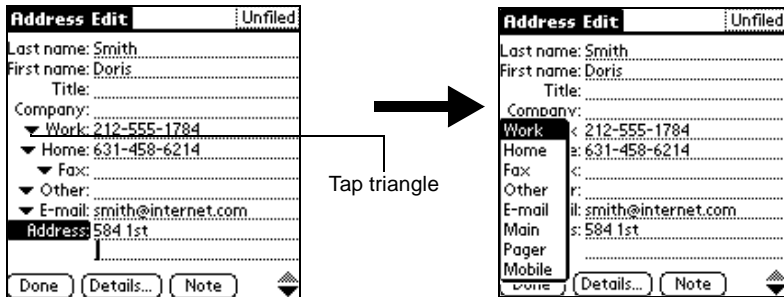 Address Edit Unfiled
Last name: Smith
First name: Doris
Title:
Company:
Work: 212-555-1784
Home: 631-458-6214
Fax:
Other:
E-mail: smith@internet.com
Address: 584 1st
Done Details... Note
Tap triangle
Address Edit Unfiled
Last name: Smith
First name: Doris
Title:
Company:
Work 212-555-1784
Home e: 631-458-6214
Fax
Other r:
E-mail il: smith@internet.com
Main s: 584 1st
Pager
Mobile
Done Details... Note